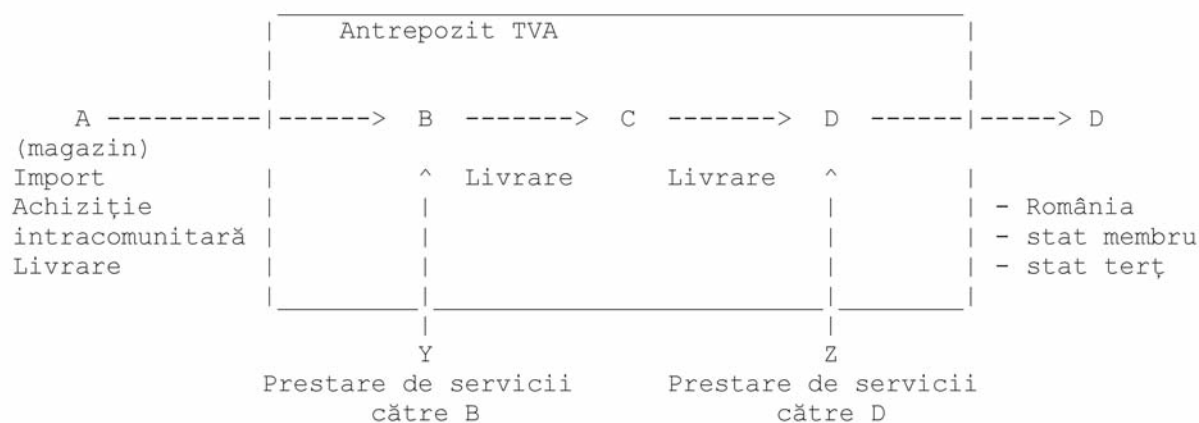 Antrepozit TVA
A ----------|------> B -------> C -------> D ------|-----> D
(magazin)
Import | ^ Livrare Livrare ^ |
Achiziție | | | | - România
intracomunitară | | | | - stat membru
Livrare | | | | - stat terț
Y Z
Prestare de servicii Prestare de servicii
către B către D